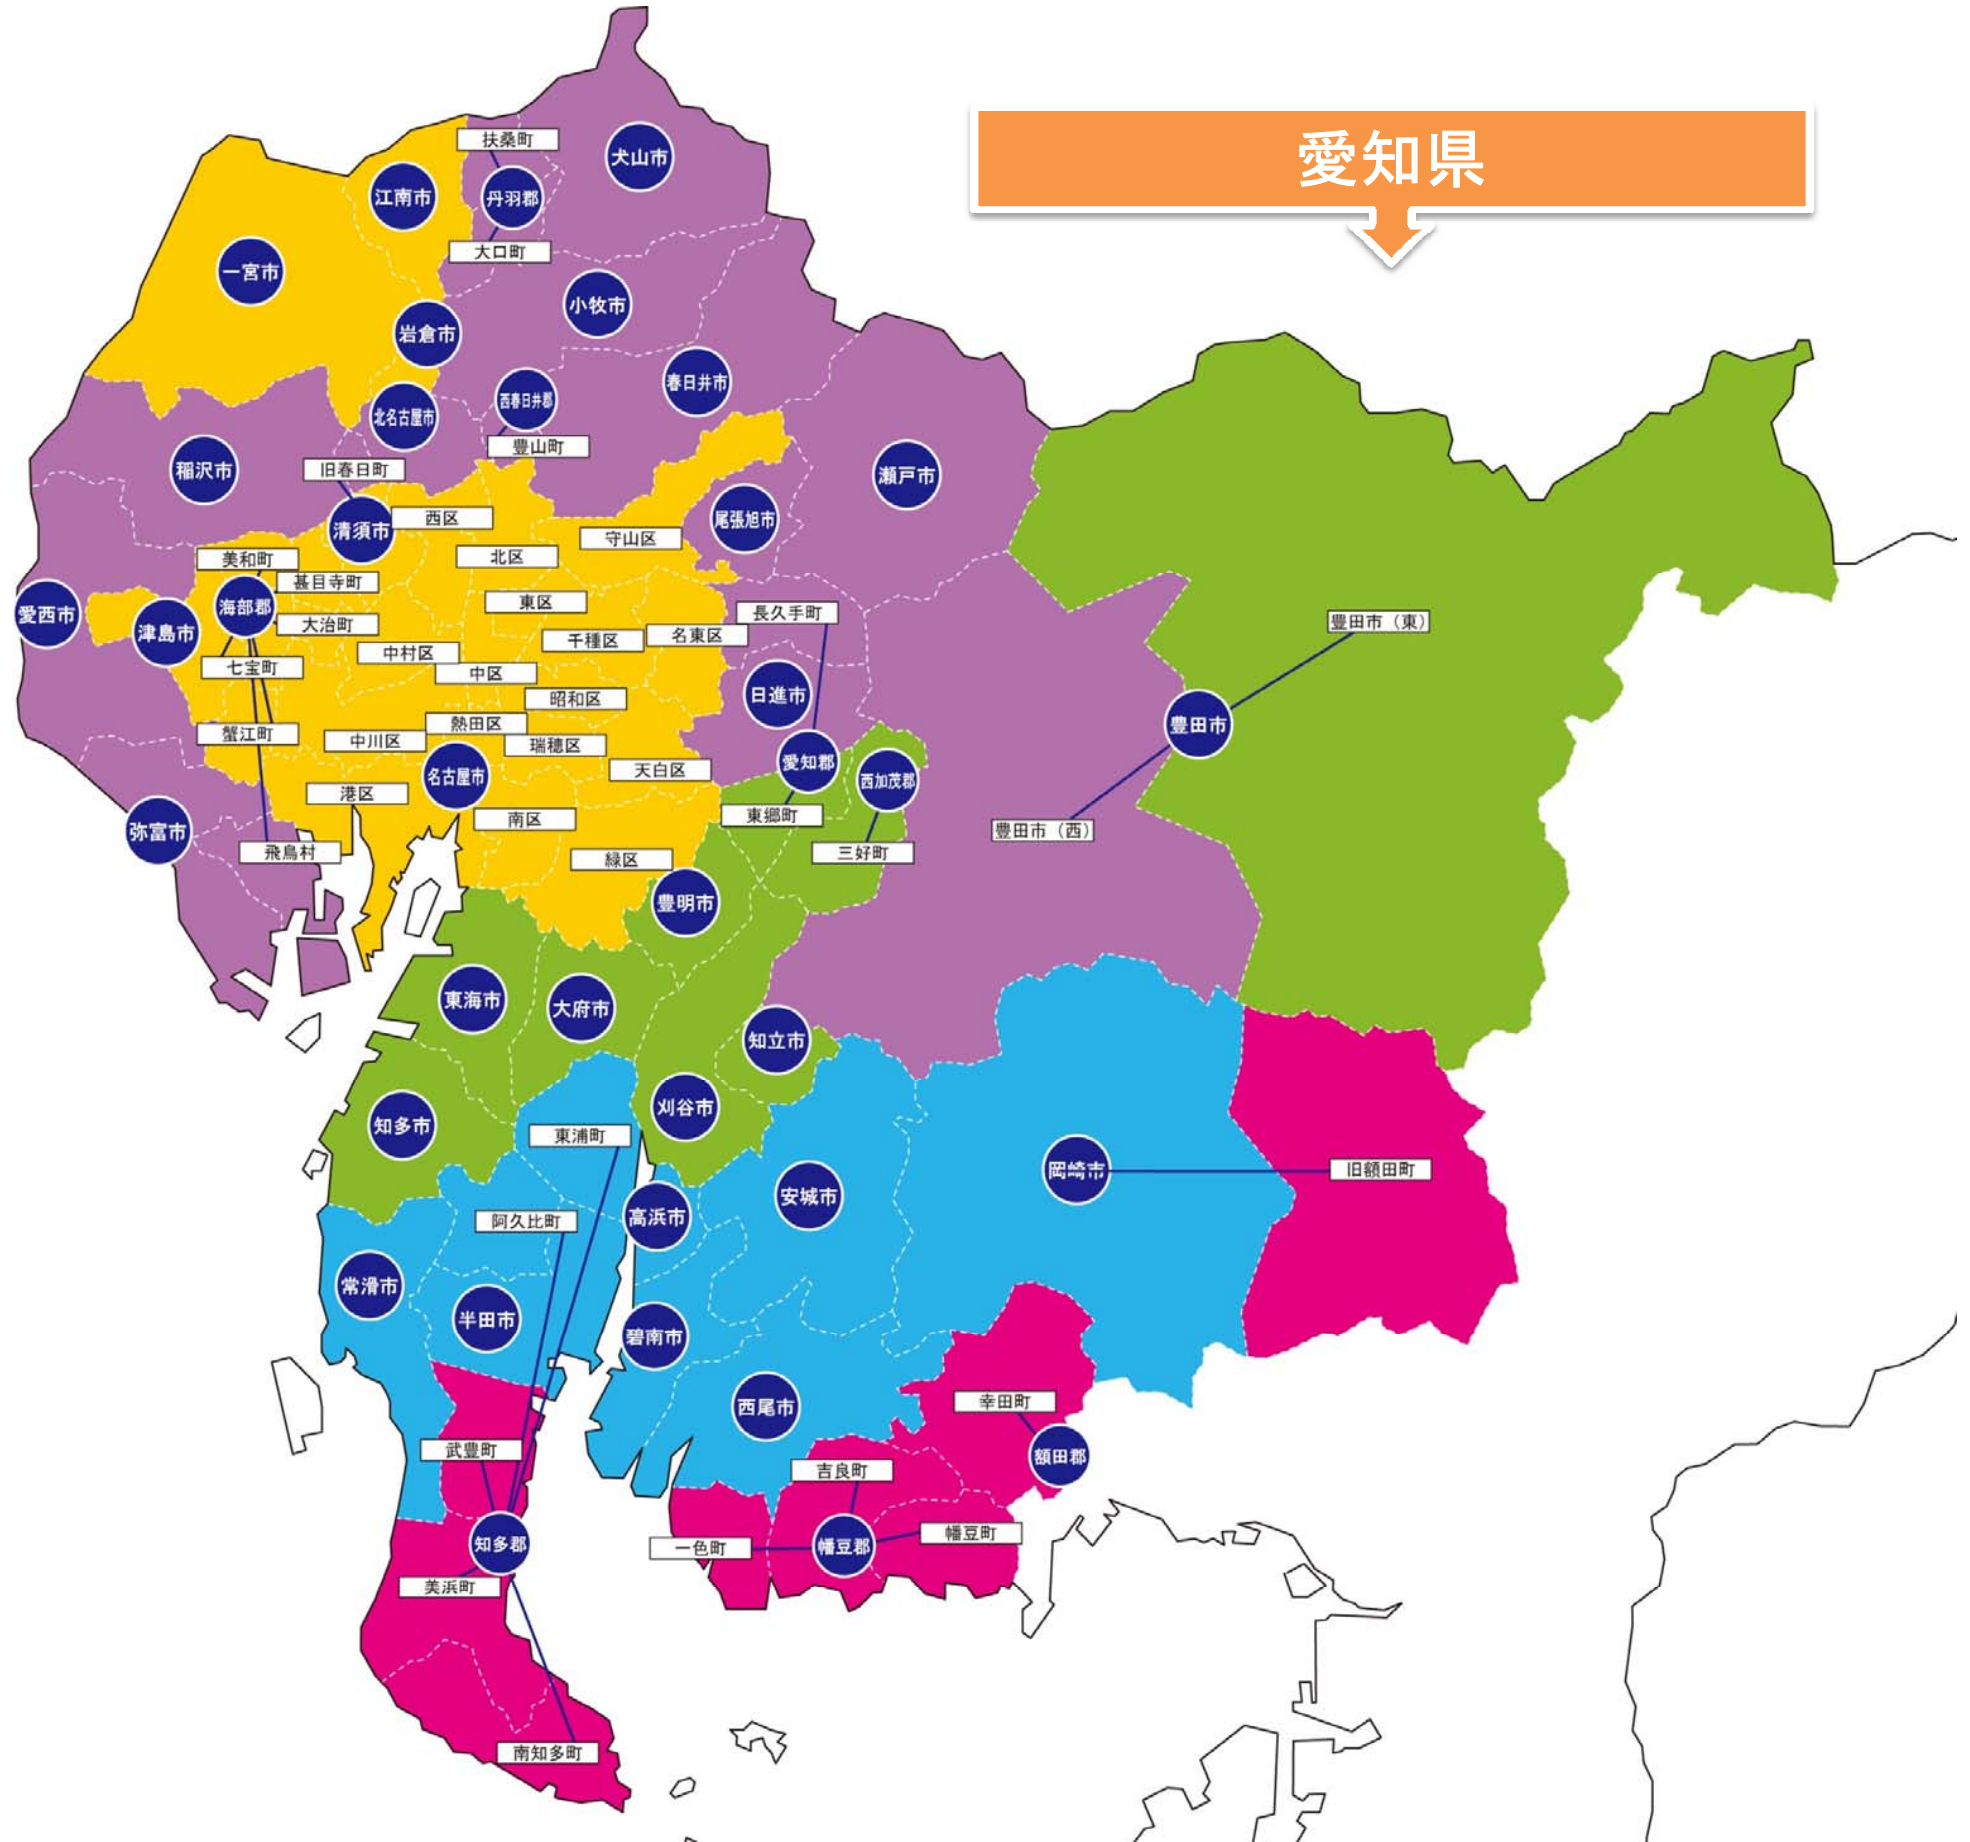 愛知県
扶桑町
犬山市
江南市
丹羽郡
大口町
一宮市
小牧市
岩倉市
春日井市
西春日井郡
北名古屋市
豊山町
稲沢市
旧春日町
瀬戸市
清須市
西区
尾張旭市
守山区
美和町
北区
甚目寺町
海部郡
東区
愛西市
津島市
大治町
長久手町
豊田市（東）
千種区
名東区
中村区
七宝町
中区
日進市
昭和区
熱田区
豊田市
蟹江町
中川区
瑞穂区
愛知郡
天白区
名古屋市
西加茂郡
港区
東郷町
南区
弥富市
豊田市（西）
飛島村
三好町
緑区
豊明市
東海市
大府市
知立市
刈谷市
知多市
東浦町
岡崎市
旧額田町
安城市
高浜市
阿久比町
常滑市
半田市
碧南市
西尾市
幸田町
武豊町
額田郡
吉良町
知多郡
一色町
幡豆郡
幡豆町
美浜町
南知多町